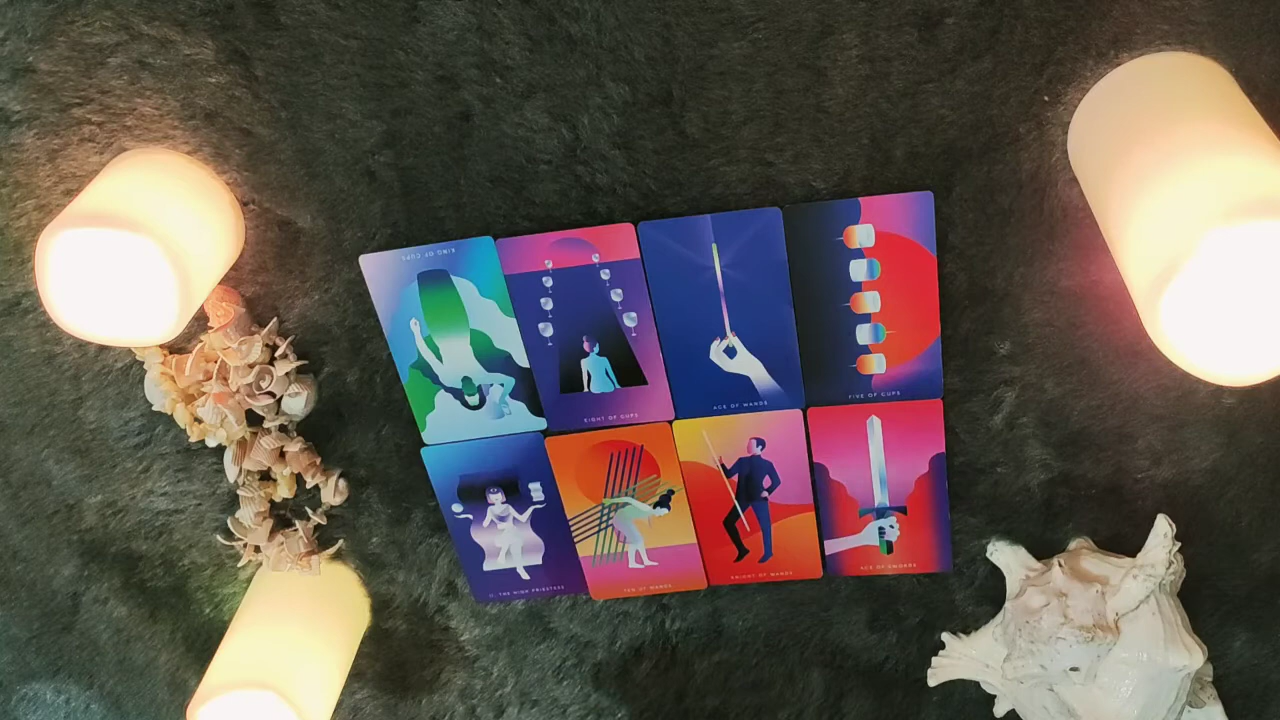 KING OF CUPS
EIGHT OF CUPS
ACE OF WANDS
FIVE OF CUPS
II. THE HIGH PRIESTESS
TEN OF WANDS
KNIGHT OF WANDS
ACE OF SWORDS